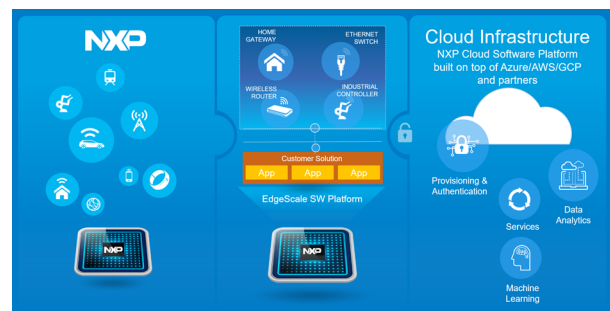 NXP
NXP
HOME
GATEWAY
ETHERNET
SWITCH
WIRELESS
ROUTER
INDUSTRIAL
CONTROLLER
Customer Solution
App App App
EdgeScale SW Platform
NXP
Cloud Infrastructure
NXP Cloud Software Platform
built on top of Azure/AWS/GCP
and partners
Provisioning &
Authentication
Services
Data
Analytics
Machine
Learning